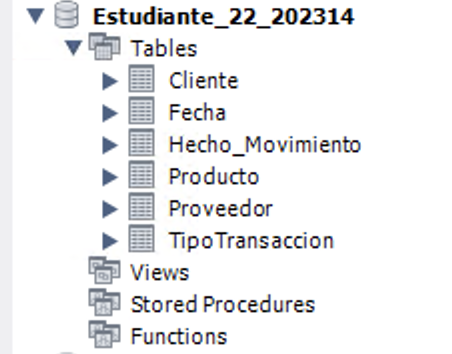 Estudiante_22_202314
Tables
Cliente
Fecha
Hecho_Movimiento
Producto
Proveedor
TipoTransaccion
Views
Stored Procedures
Functions